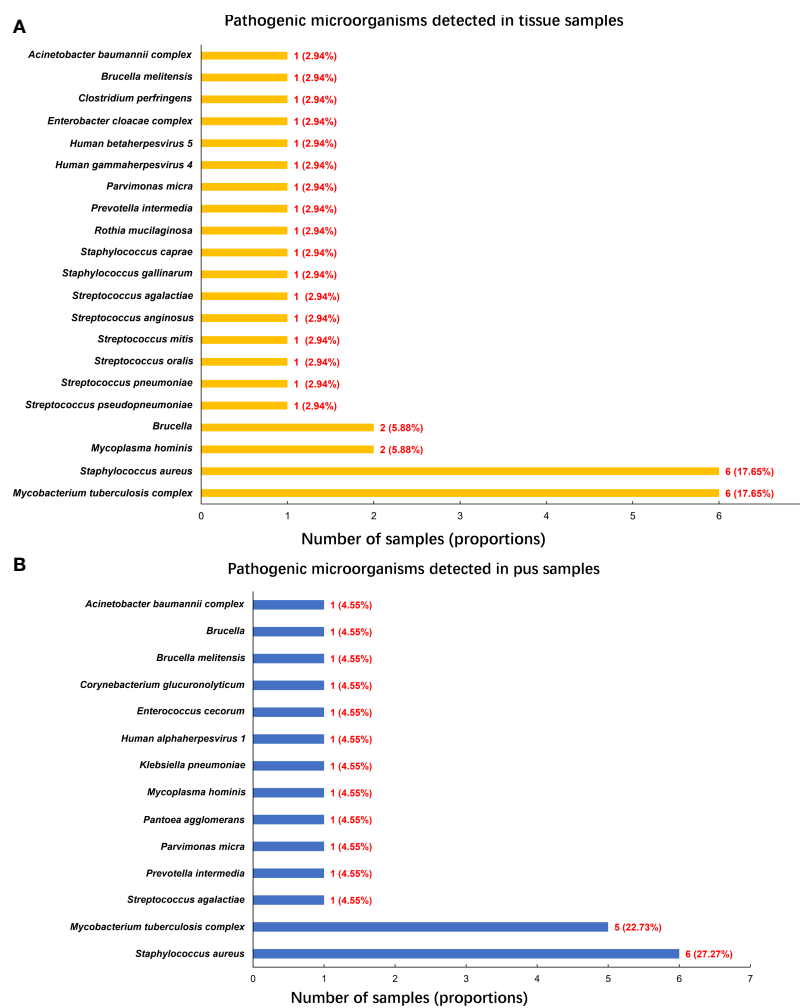 A
Pathogenic microorganisms detected in tissue samples
Acinetobacter baumannii complex 1 (2.94%)
Brucella melitensis 1 (2.94%)
Clostridium perfringens 1 (2.94%)
Enterobacter cloacae complex 1 (2.94%)
Human betaherpesvirus 5 1 (2.94%)
Human gammaherpesvirus 4 1 (2.94%)
Parvimonas micra 1 (2.94%)
Prevotella intermedia 1 (2.94%)
Rothia mucilaginosa 1 (2.94%)
Staphylococcus caprae 1 (2.94%)
Staphylococcus gallinarum 1 (2.94%)
Streptococcus agalactiae 1 (2.94%)
Streptococcus anginosus 1 (2.94%)
Streptococcus mitis 1 (2.94%)
Streptococcus oralis 1 (2.94%)
Streptococcus pneumoniae 1 (2.94%)
Streptococcus pseudopneumoniae 1 (2.94%)
Brucella 2 (5.88%)
Mycoplasma hominis 2 (5.88%)
Staphylococcus aureus 6 (17.65%)
Mycobacterium tuberculosis complex 6 (17.65%)
0 1 2 3 4 5 6
Number of samples (proportions)
B
Pathogenic microorganisms detected in pus samples
Acinetobacter baumannii complex 1 (4.55%)
Brucella 1 (4.55%)
Brucella melitensis 1 (4.55%)
Corynebacterium glucuronolyticum 1 (4.55%)
Enterococcus cecorum 1 (4.55%)
Human alphaherpesvirus 1 1 (4.55%)
Klebsiella pneumoniae 1 (4.55%)
Mycoplasma hominis 1 (4.55%)
Pantoea agglomerans 1 (4.55%)
Parvimonas micra 1 (4.55%)
Prevotella intermedia 1 (4.55%)
Streptococcus agalactiae 1 (4.55%)
Mycobacterium tuberculosis complex 5 (22.73%)
Staphylococcus aureus 6 (27.27%)
0 1 2 3 4 5 6 7
Number of samples (proportions)